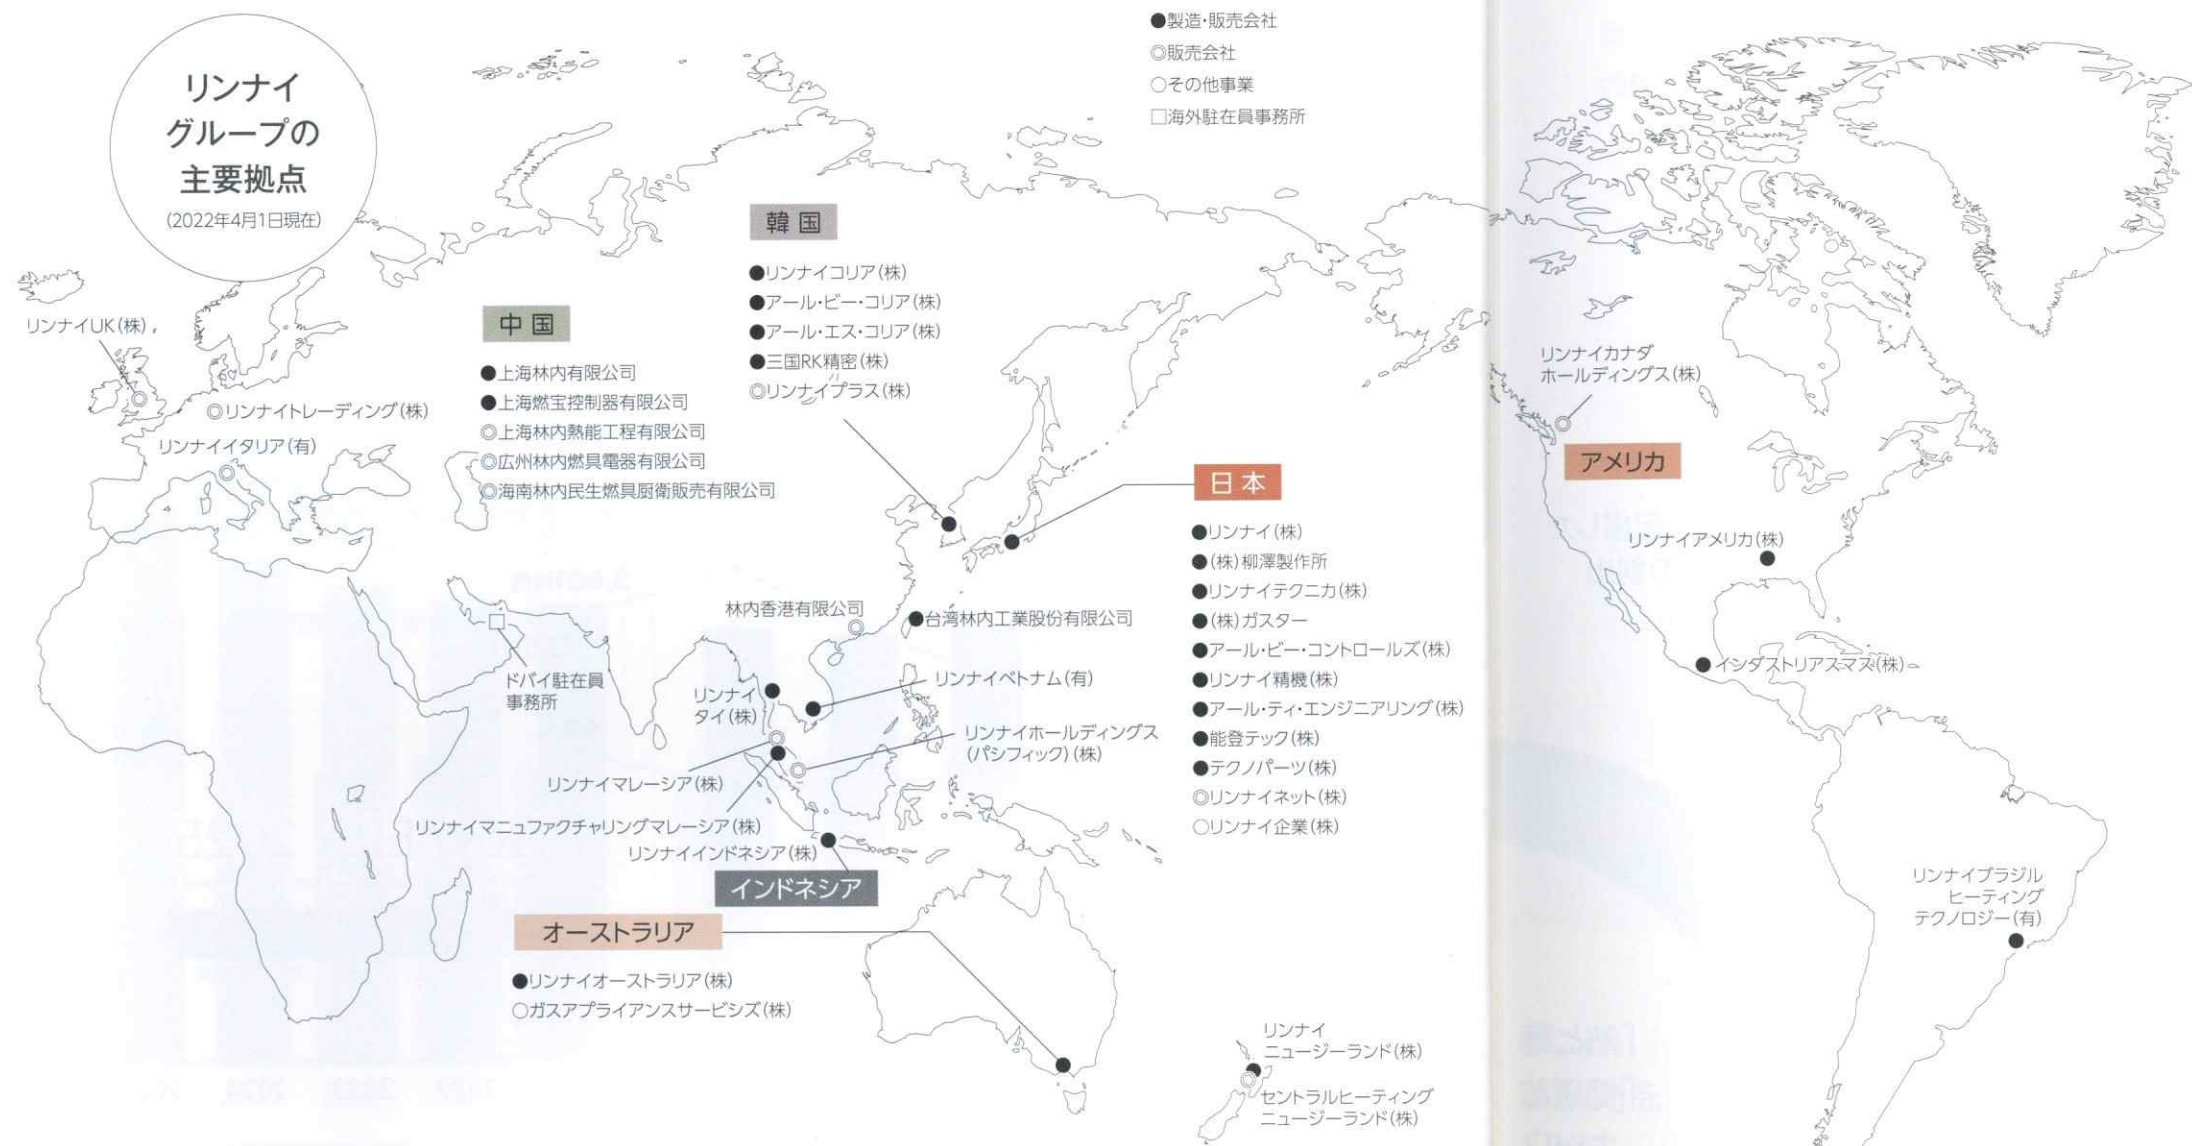 リンナイ
グループの
主要拠点
(2022年4月1日現在)
●製造・販売会社
◎販売会社
○その他事業
□海外駐在員事務所
リンナイUK(株)
◎リンナイトレーディング(株)
リンナイイタリア(有)
中国
●上海林内有限公司
●上海燃宝控制器有限公司
◎上海林内熱能工程有限公司
◎広州林内燃具電器有限公司
◎海南林内民生燃具厨衛販売有限公司
韓国
●リンナイコリア(株)
●アール・ビー・コリア(株)
●アール・エス・コリア(株)
●三国RK精密(株)
◎リンナイプラス(株)
日本
●リンナイ(株)
●(株)柳澤製作所
●リンナイテクニカ(株)
●(株)ガスター
●アール・ビー・コントロールズ(株)
●リンナイ精機(株)
●アール・ティ・エンジニアリング(株)
●能登テック(株)
●テクノパーツ(株)
◎リンナイネット(株)
○リンナイ企業(株)
ドバイ駐在員
事務所
林内香港有限公司
●台湾林内工業股份有限公司
リンナイ
タイ(株)
リンナイベトナム(有)
リンナイホールディングス
(パシフィック)(株)
リンナイマレーシア(株)
リンナイマニュファクチャリングマレーシア(株)
リンナイインドネシア(株)
インドネシア
オーストラリア
●リンナイオーストラリア(株)
○ガスアプライアンスサービシズ(株)
リンナイ
ニュージーランド(株)
セントラルヒーティング
ニュージーランド(株)
リンナイカナダ
ホールディングス(株)
アメリカ
リンナイアメリカ(株)
●インダストリアスマス(株)
リンナイブラジル
ヒーティング
テクノロジー(有)